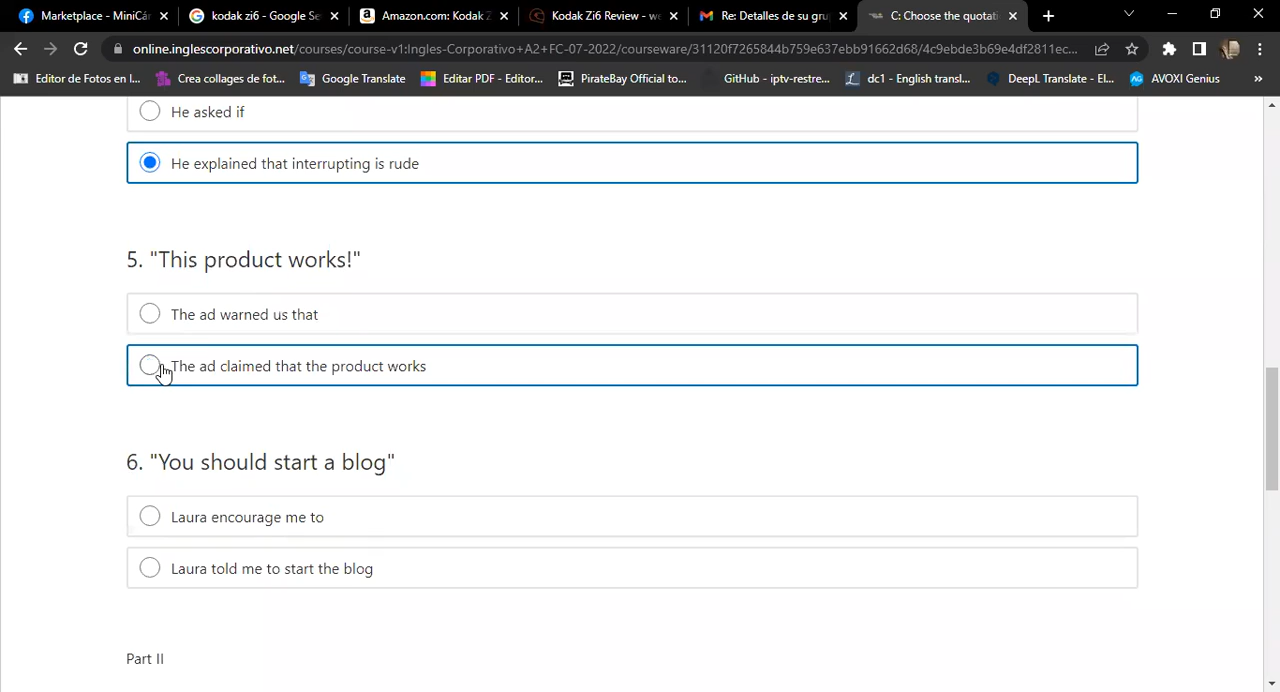 Marketplace - MiniCár
kodak zi6 - Google Se
Amazon.com: Kodak Z
Kodak Zi6 Review - we
Re: Detalles de su gru
C: Choose the quotati
online.inglescorporativo.net/courses/course-v1:Ingles-Corporativo+A2+FC-07-2022/courseware/31120f7265844b759e637ebb91662d68/4c9ebde3b69e4df2811ec...
Editor de Fotos en l...
Crea collages de fot...
Google Translate
Editar PDF - Editor...
PirateBay Official to...
GitHub - iptv-restre...
dc1 - English transl...
DeepL Translate - El...
AVOXI Genius
He asked if
He explained that interrupting is rude
5. "This product works!"
The ad warned us that
The ad claimed that the product works
6. "You should start a blog"
Laura encourage me to
Laura told me to start the blog
Part II